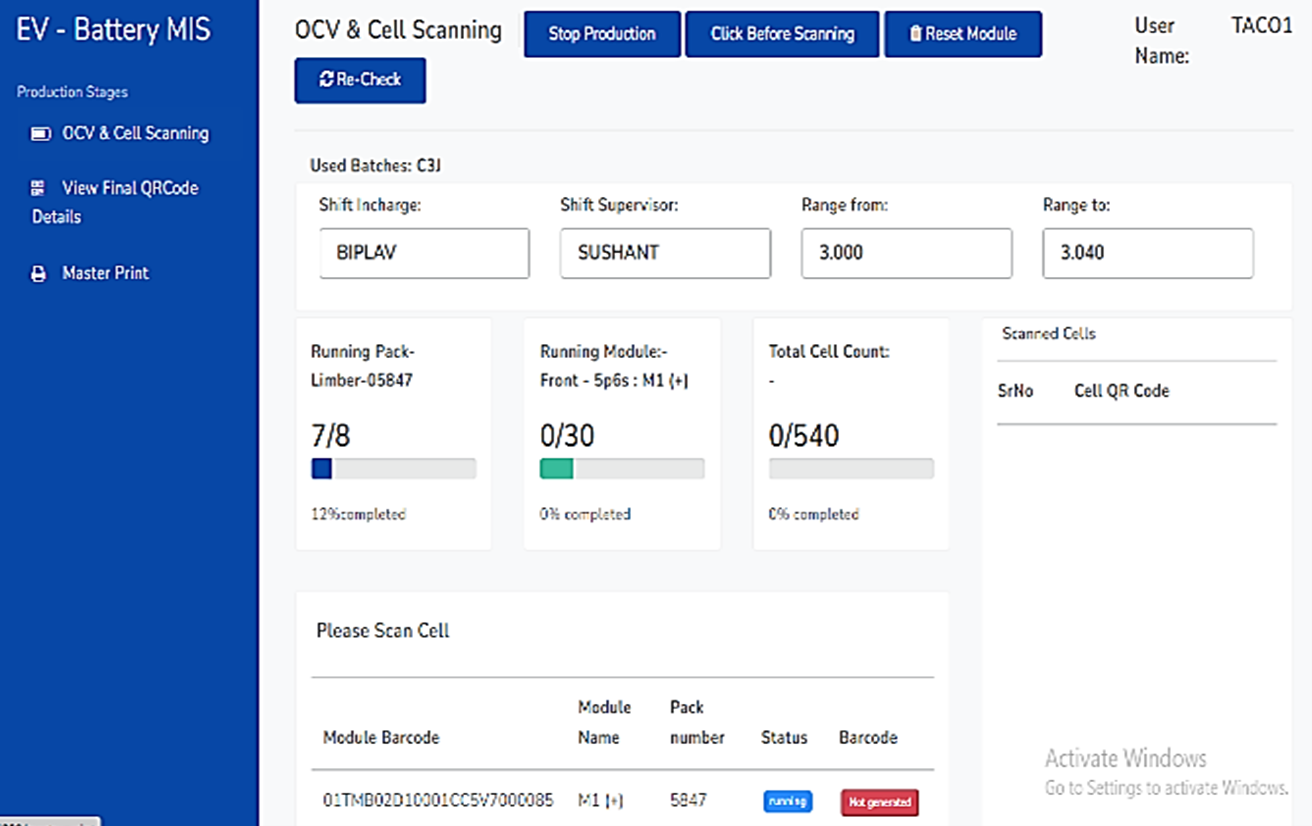 EV - Battery MIS
Production Stages
OCV & Cell Scanning
View Final QRCode
Details
Master Print
OCV & Cell Scanning
Stop Production
Click Before Scanning
Reset Module
Re-Check
User
Name:
TACO1
Used Batches: C3J
Shift Incharge:
Shift Supervisor:
Range from:
Range to:
BIPLAV
SUSHANT
3.000
3.040
Running Pack-
Limber-05847
7/8
12%completed
Running Module:-
Front - 5p6s : M1 (+)
0/30
0% completed
Total Cell Count:
-
0/540
0% completed
Scanned Cells
SrNo Cell QR Code
Please Scan Cell
Module Barcode
Module
Name
Pack
number
Status
Barcode
01TMB02D10001CC5V7000085 M1 (+) 5847 running Not generated
Activate Windows
Go to Settings to activate Windows.